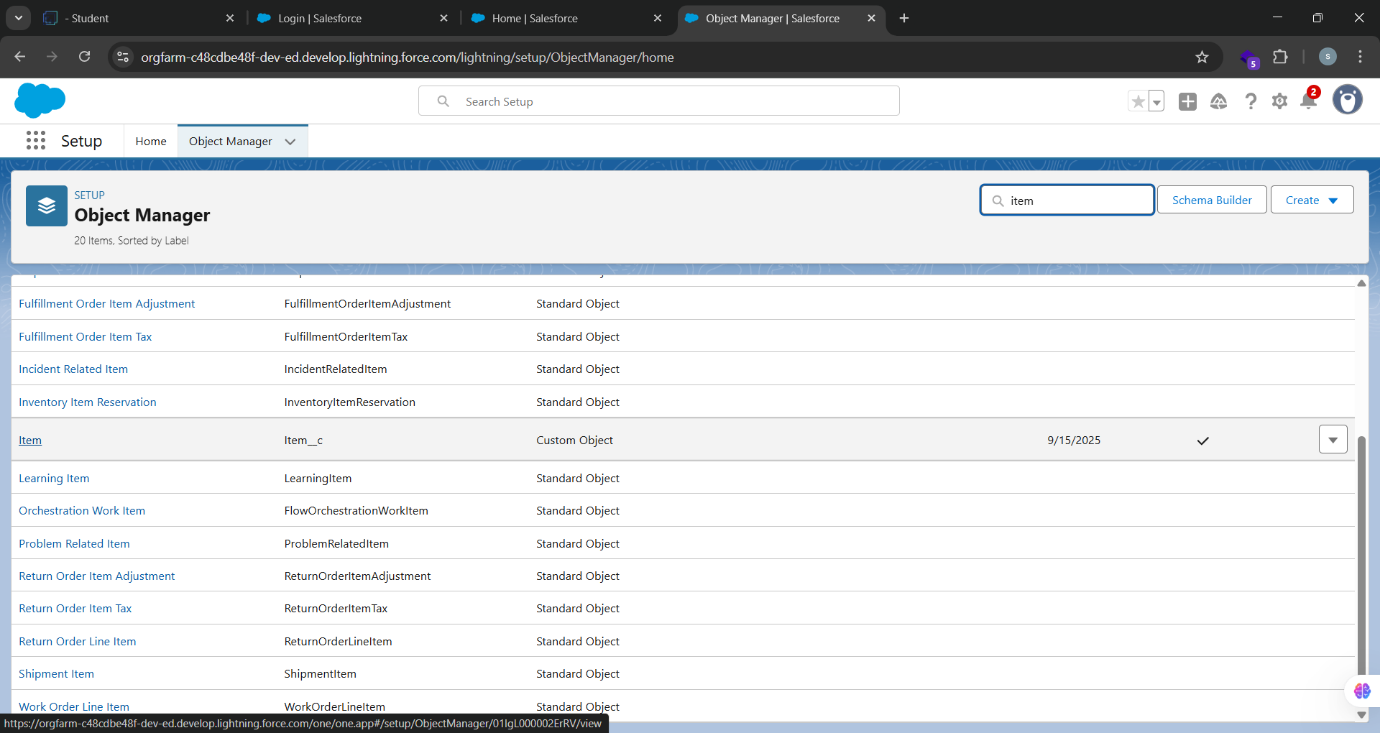 - Student
Login | Salesforce
Home | Salesforce
Object Manager | Salesforce
orgfarm-c48cdbe48f-dev-ed.develop.lightning.force.com/lightning/setup/ObjectManager/home
5
S
Search Setup
2
Setup
Home
Object Manager
SETUP
Object Manager
20 Items, Sorted by Label
item
Schema Builder
Create
Fulfillment Order Item Adjustment FulfillmentOrderItemAdjustment Standard Object
Fulfillment Order Item Tax FulfillmentOrderItemTax Standard Object
Incident Related Item IncidentRelatedItem Standard Object
Inventory Item Reservation InventoryItemReservation Standard Object
Item Item__c Custom Object 9/15/2025
Learning Item LearningItem Standard Object
Orchestration Work Item FlowOrchestrationWorkItem Standard Object
Problem Related Item ProblemRelatedItem Standard Object
Return Order Item Adjustment ReturnOrderItemAdjustment Standard Object
Return Order Item Tax ReturnOrderItemTax Standard Object
Return Order Line Item ReturnOrderLineItem Standard Object
Shipment Item ShipmentItem Standard Object
Work Order Line Item WorkOrderLineItem Standard Object
https://orgfarm-c48cdbe48f-dev-ed.develop.lightning.force.com/one/one.app#/setup/ObjectManager/01IgL000002ErRV/view